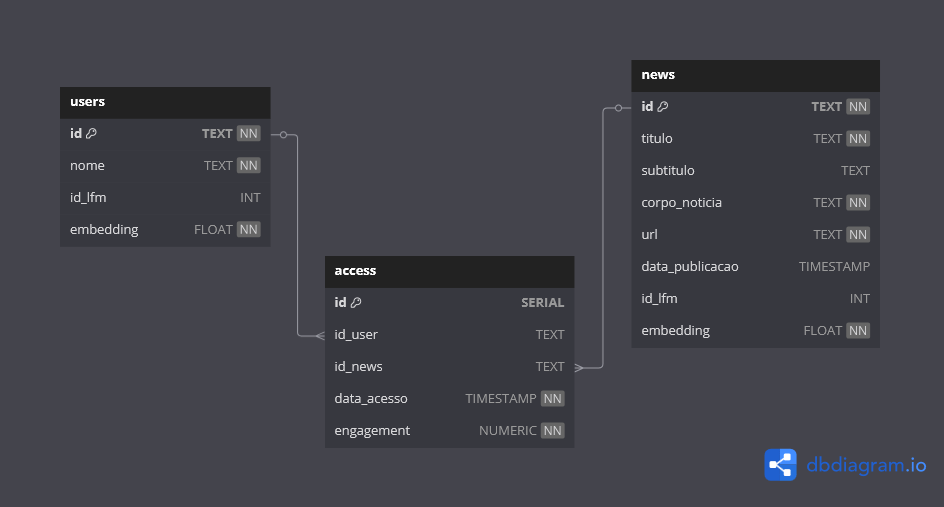 users
id TEXT NN
nome TEXT NN
id_lfm INT
embedding FLOAT NN
access
id SERIAL
id_user TEXT
id_news TEXT
data_acesso TIMESTAMP NN
engagement NUMERIC NN
news
id TEXT NN
titulo TEXT NN
subtitulo TEXT
corpo_noticia TEXT NN
url TEXT NN
data_publicacao TIMESTAMP
id_lfm INT
embedding FLOAT NN
dbdiagram.io